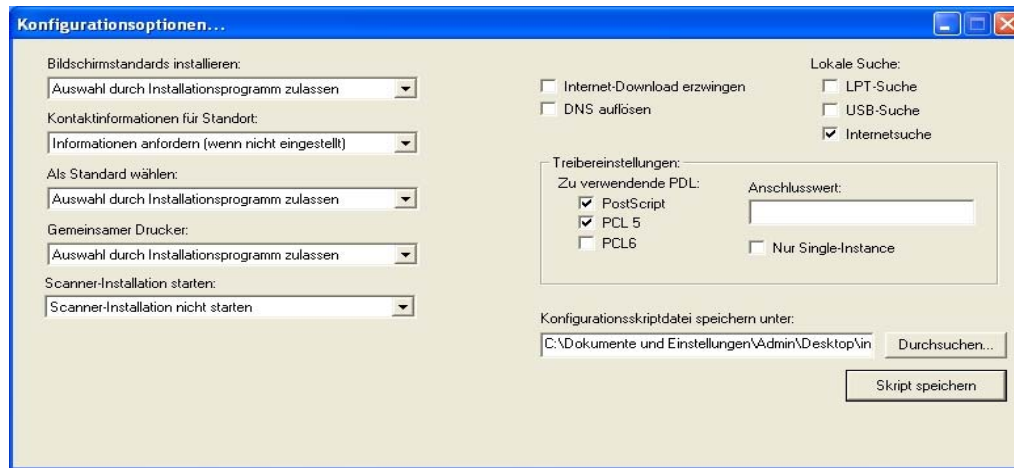 Konfigurationsoptionen...
Bildschirmstandards installieren:
Auswahl durch Installationsprogramm zulassen
Kontaktinformationen für Standort:
Informationen anfordern (wenn nicht eingestellt)
Als Standard wählen:
Auswahl durch Installationsprogramm zulassen
Gemeinsamer Drucker:
Auswahl durch Installationsprogramm zulassen
Scanner-Installation starten:
Scanner-Installation nicht starten
Internet-Download erzwingen
DNS auflösen
Lokale Suche:
LPT-Suche
USB-Suche
Internetsuche
Treibereinstellungen:
Zu verwendende PDL:
PostScript
PCL 5
PCL6
Anschlusswert:
Nur Single-Instance
Konfigurationsskriptdatei speichern unter:
C:\Dokumente und Einstellungen\Admin\Desktop\in
Durchsuchen...
Skript speichern